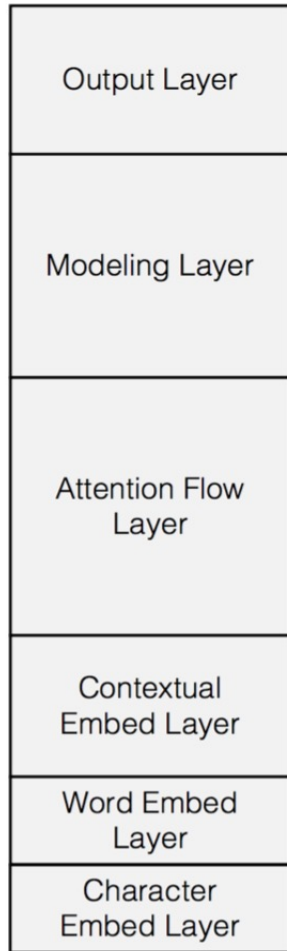 Output Layer
Modeling Layer
Attention Flow
Layer
Contextual
Embed Layer
Word Embed
Layer
Character
Embed Layer